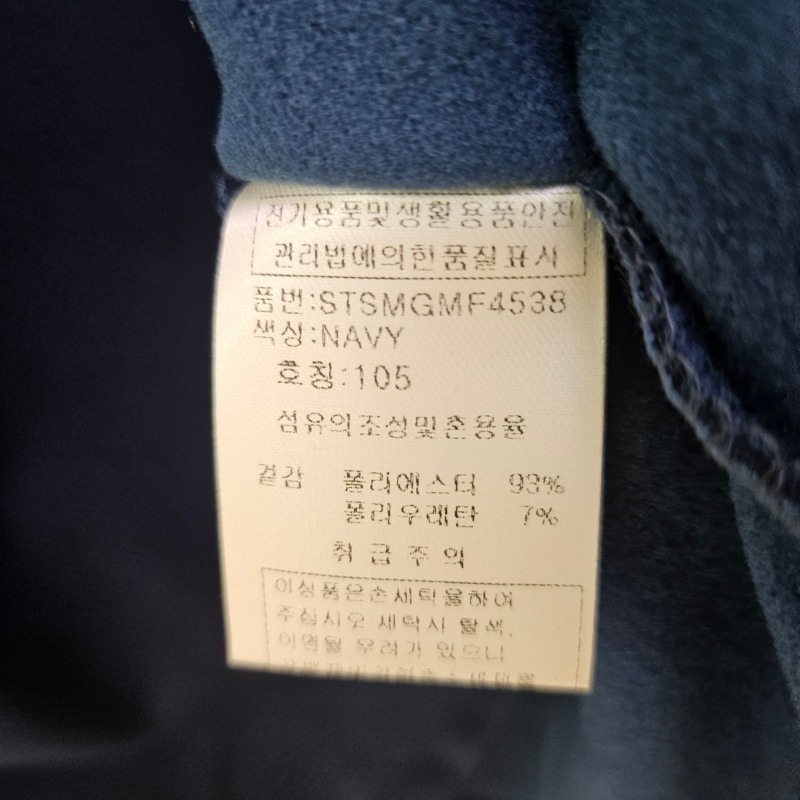 전기용품및생활용품안전
관리법에의한품질표시
품번:STSMGMF4538
색상:NAVY
호칭:105
섬유의조성및혼용율
겉감 폴리에스터 93%
폴리우레탄 7%
취급주의
이상품은손세탁을하여
주십시오 세탁시 탈색,
이염될 우려가 있으니